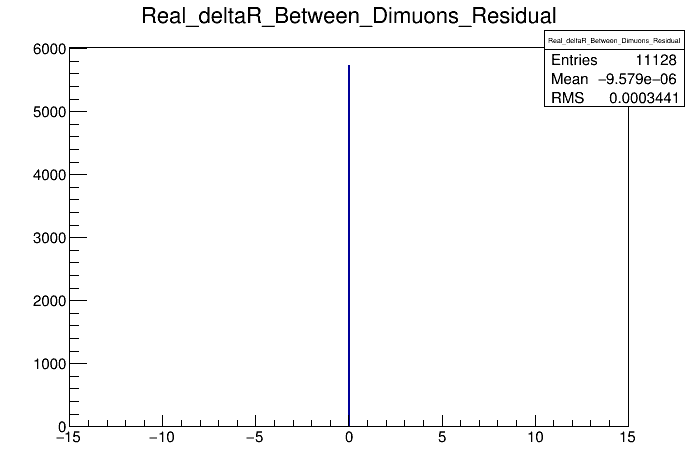 Real_deltaR_Between_Dimuons_Residual
Real_deltaR_Between_Dimuons_Residual
Entries 11128
Mean −9.579e−06
RMS 0.0003441
6000
5000
4000
3000
2000
1000
0
−15 −10 −5 0 5 10 15